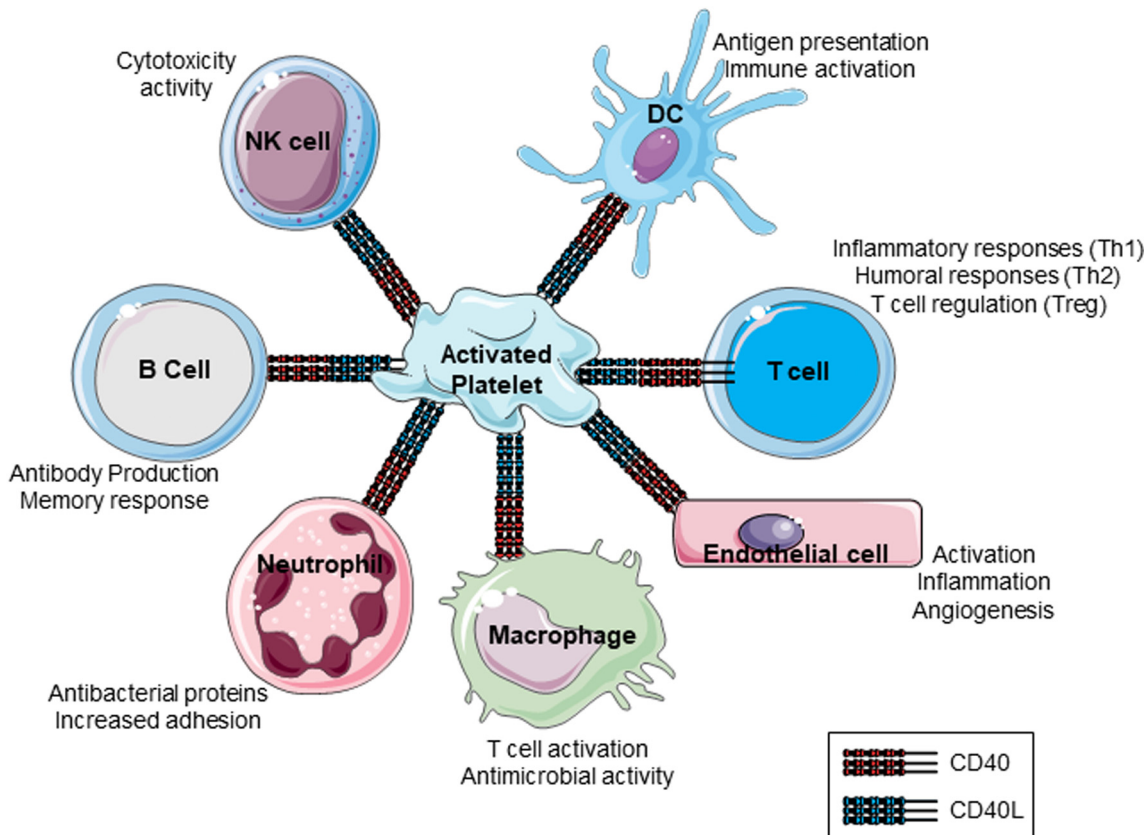 Cytotoxicity
activity
NK cell
Antigen presentation
Immune activation
DC
Inflammatory responses (Th1)
Humoral responses (Th2)
T cell regulation (Treg)
B Cell
Activated
Platelet
T cell
Antibody Production
Memory response
Neutrophil
Endothelial cell
Activation
Inflammation
Angiogenesis
Macrophage
Antibacterial proteins
Increased adhesion
T cell activation
Antimicrobial activity
CD40
CD40L